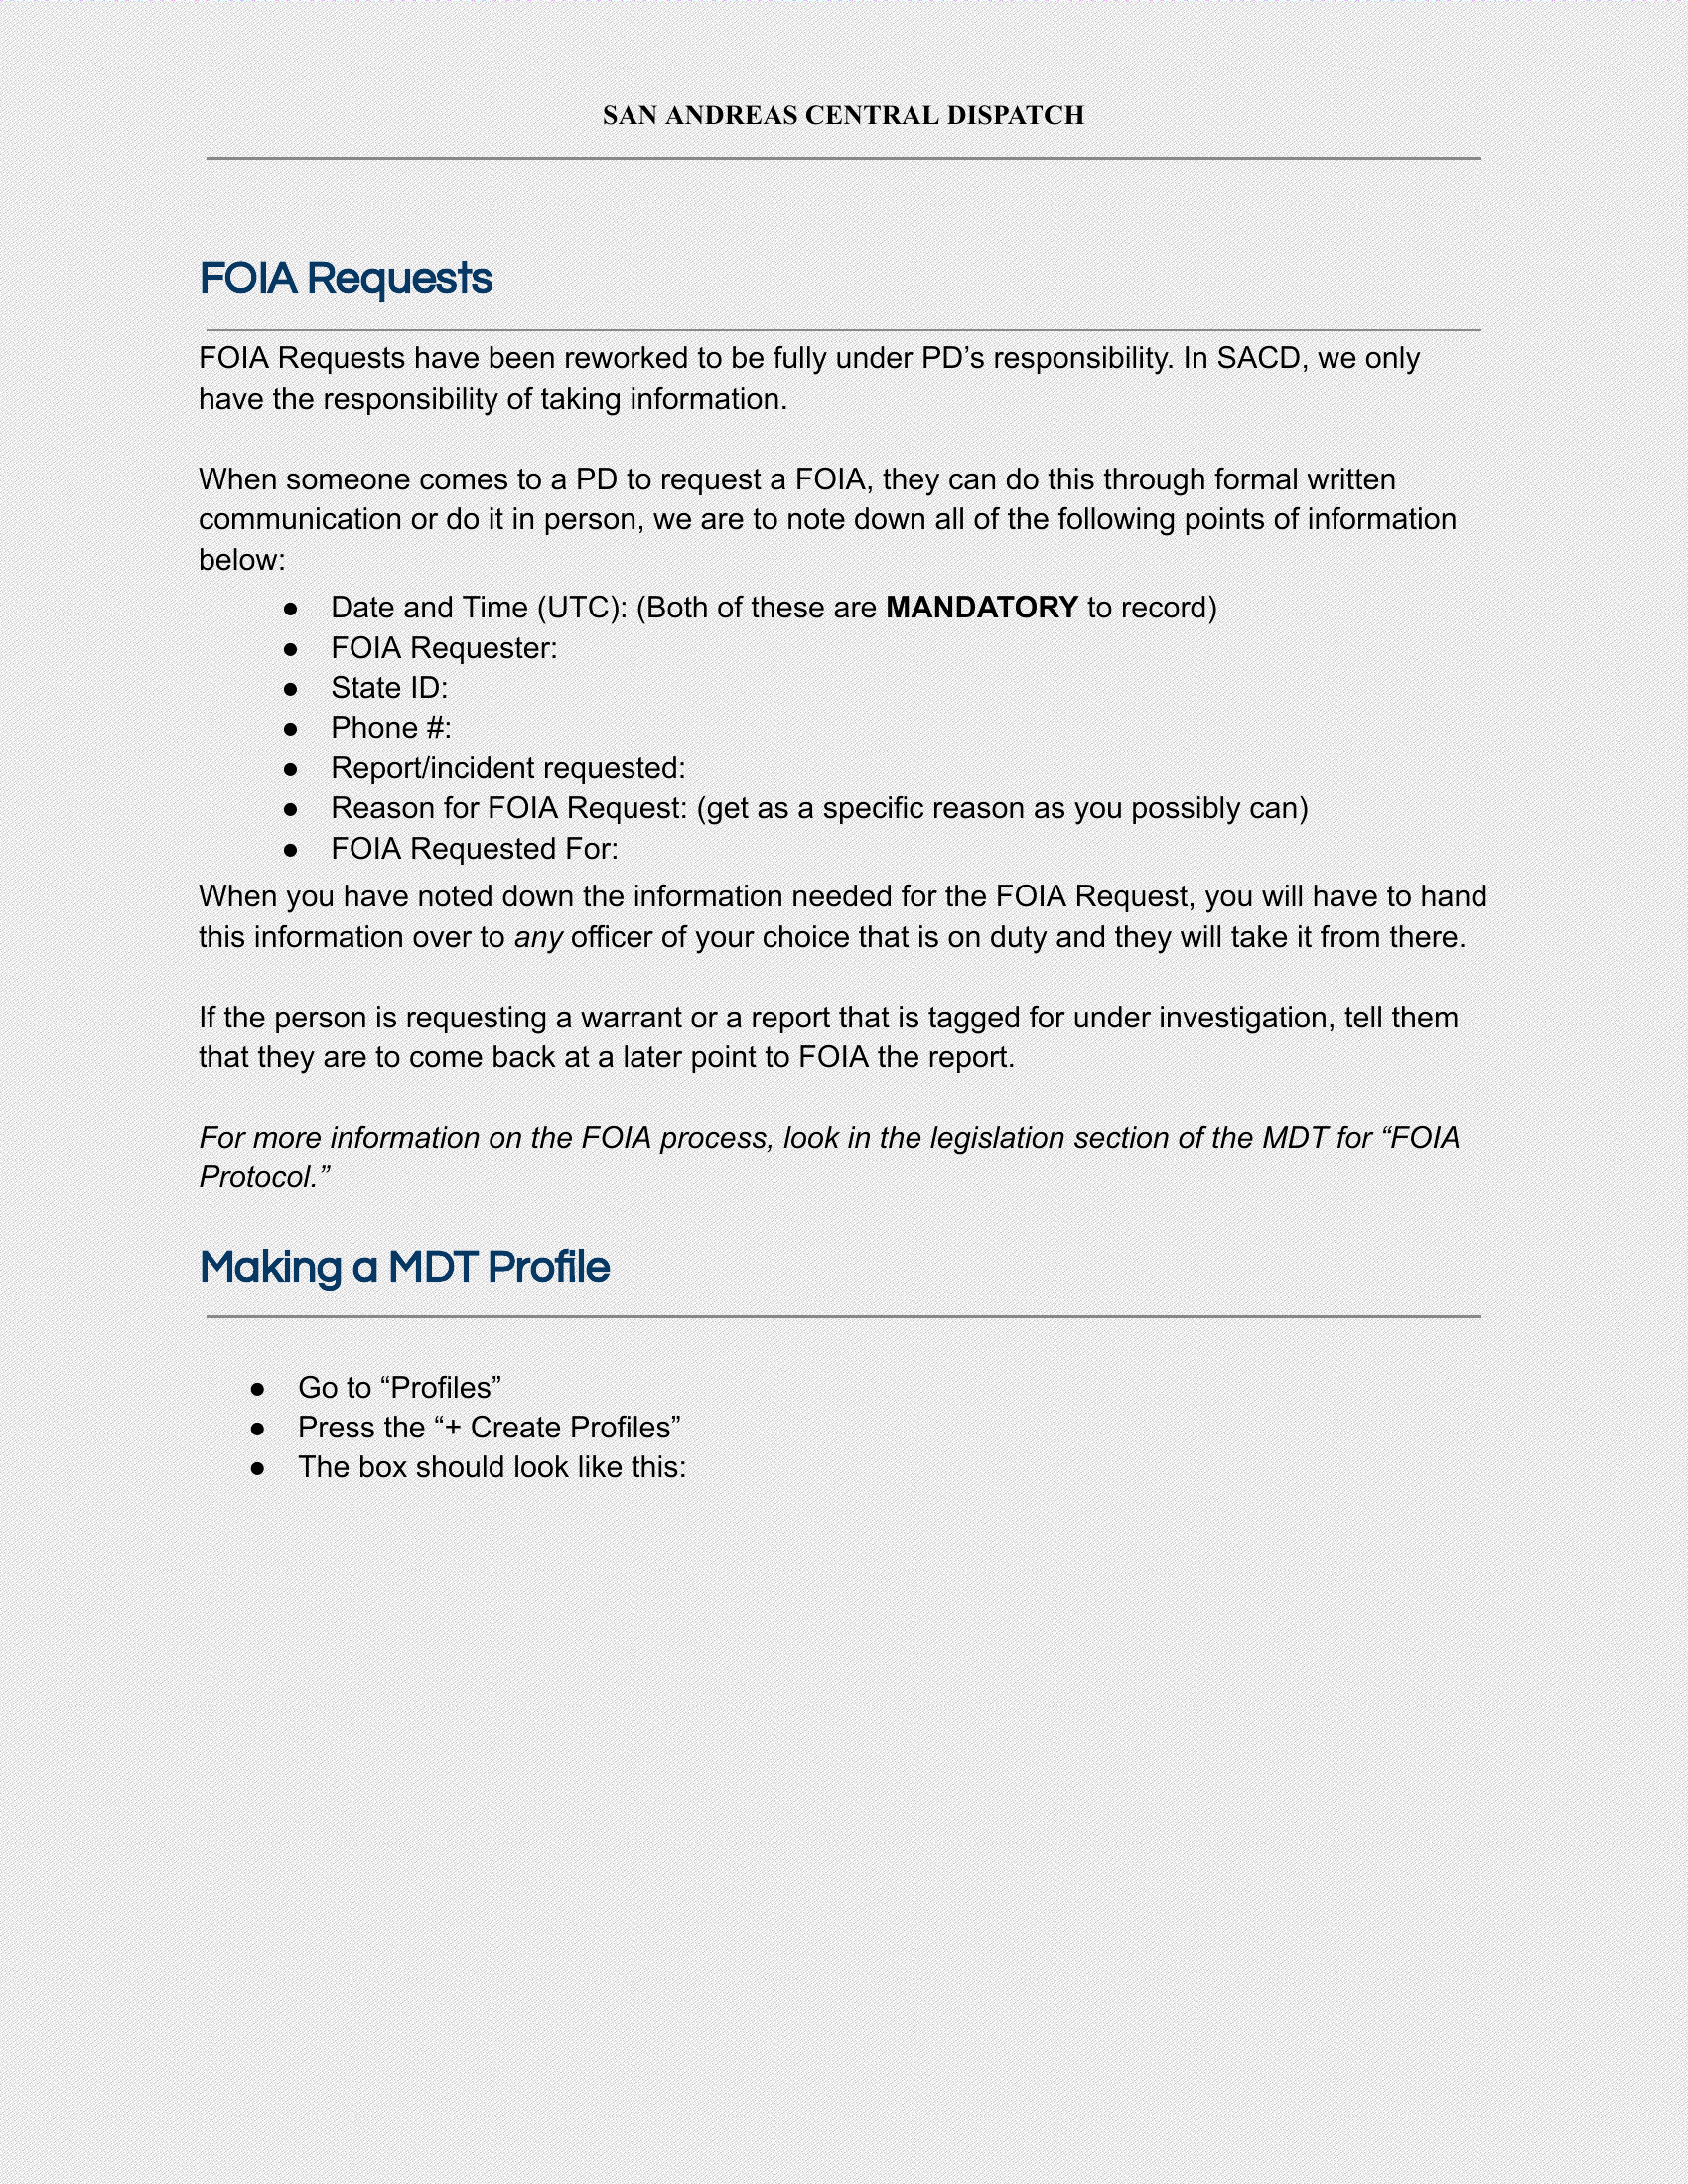 SAN ANDREAS CENTRAL DISPATCH
FOIA Requests
FOIA Requests have been reworked to be fully under PD’s responsibility. In SACD, we only
have the responsibility of taking information.
When someone comes to a PD to request a FOIA, they can do this through formal written
communication or do it in person, we are to note down all of the following points of information
below:
● Date and Time (UTC): (Both of these are MANDATORY to record)
● FOIA Requester:
● State ID:
● Phone #:
● Report/incident requested:
● Reason for FOIA Request: (get as a specific reason as you possibly can)
● FOIA Requested For:
When you have noted down the information needed for the FOIA Request, you will have to hand
this information over to any officer of your choice that is on duty and they will take it from there.
If the person is requesting a warrant or a report that is tagged for under investigation, tell them
that they are to come back at a later point to FOIA the report.
For more information on the FOIA process, look in the legislation section of the MDT for “FOIA
Protocol.”
Making a MDT Profile
● Go to “Profiles”
● Press the “+ Create Profiles”
● The box should look like this: